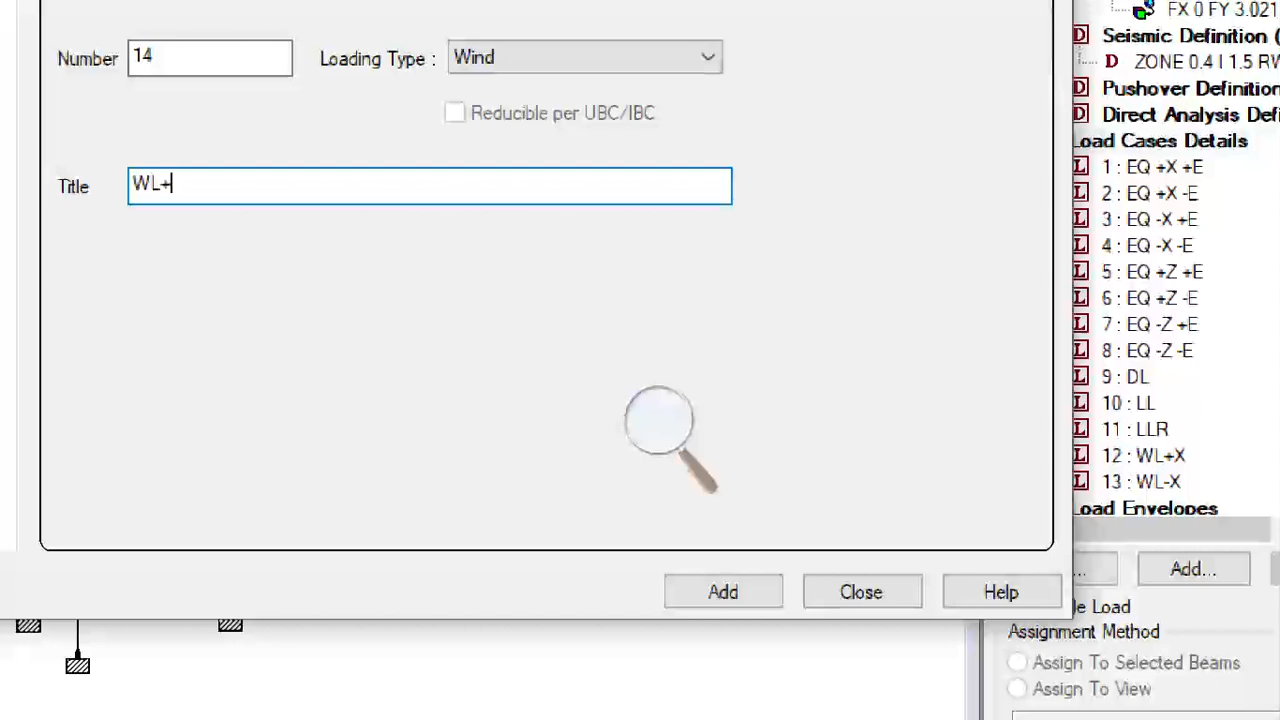 FX 0 FY 3.021
Number 14 Loading Type : Wind
Seismic Definition (
ZONE 0.4 I 1.5 RW
Pushover Definition
Reducible per UBC/IBC
Direct Analysis Defi
Load Cases Details
Title WL+
1 : EQ +X +E
2 : EQ +X -E
3 : EQ -X +E
4 : EQ -X -E
5 : EQ +Z +E
6 : EQ +Z -E
7 : EQ -Z +E
8 : EQ -Z -E
9 : DL
10 : LL
11 : LLR
12 : WL+X
13 : WL-X
Load Envelopes
Add Close Help
... Add...
le Load
Assignment Method
Assign To Selected Beams
Assign To View